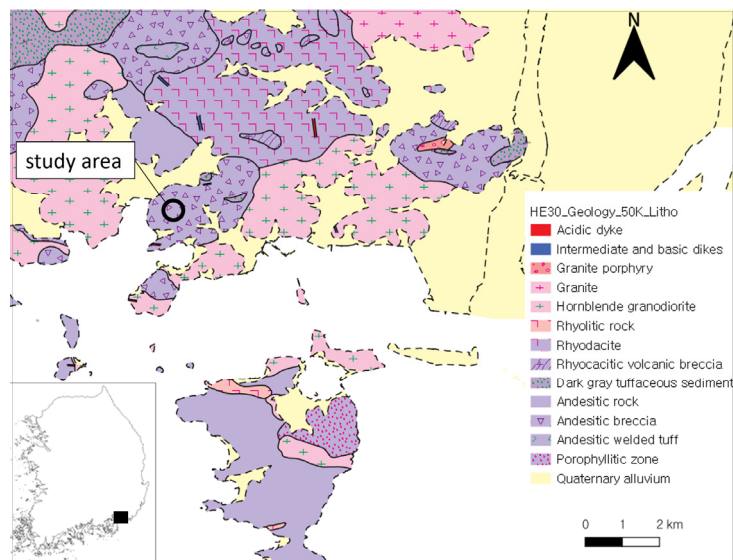 N
study area
HE30_Geology_50K_Litho
Acidic dyke
Intermediate and basic dikes
Granite porphyry
Granite
Hornblende granodiorite
Rhyolitic rock
Rhyodacite
Rhyocacitic volcanic breccia
Dark gray tuffaceous sediment
Andesitic rock
Andesitic breccia
Andesitic welded tuff
Porophyllitic zone
Quaternary alluvium
0 1 2 km